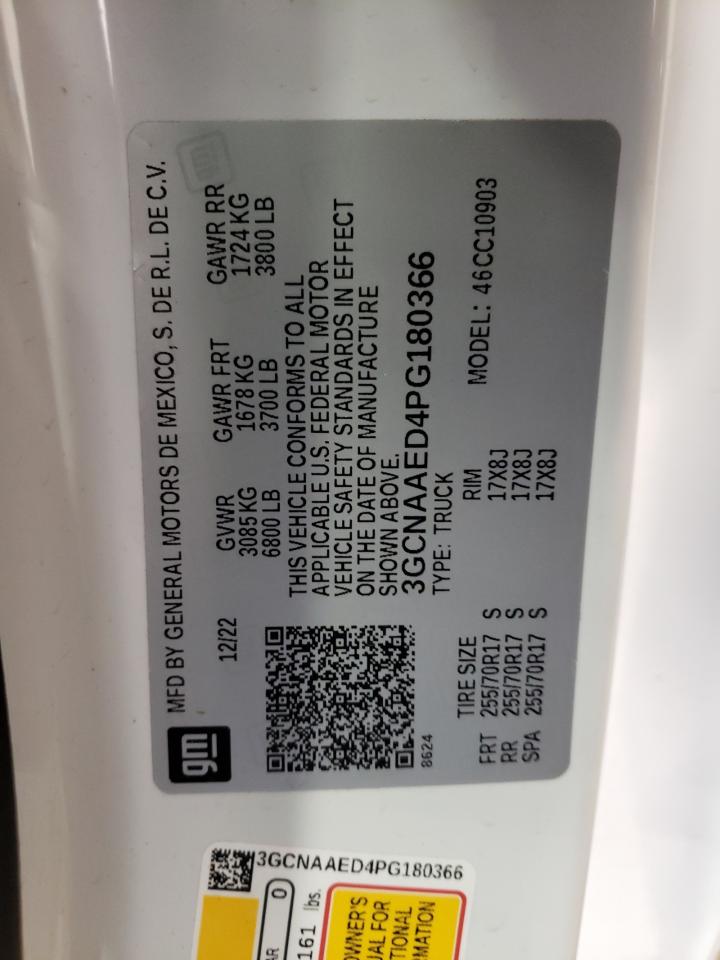 gm
MFD BY GENERAL MOTORS DE MEXICO, S. DE R.L. DE C.V.
12/22 GVWR GAWR FRT GAWR RR
3085 KG 1678 KG 1724 KG
6800 LB 3700 LB 3800 LB
THIS VEHICLE CONFORMS TO ALL
APPLICABLE U.S. FEDERAL MOTOR
VEHICLE SAFETY STANDARDS IN EFFECT
ON THE DATE OF MANUFACTURE
SHOWN ABOVE.
3GCNAAED4PG180366
8624 TYPE: TRUCK
TIRE SIZE RIM MODEL: 46CC10903
FRT 255/70R17 S 17X8J
RR 255/70R17 S 17X8J
SPA 255/70R17 S 17X8J
3GCNAAED4PG180366
0
lbs.